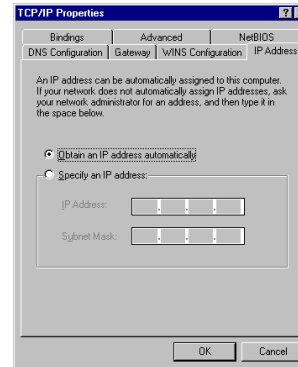 TCP/IP Properties
Bindings Advanced NetBIOS
DNS Configuration Gateway WINS Configuration IP Address
An IP address can be automatically assigned to this computer.
If your network does not automatically assign IP addresses, ask
your network administrator for an address, and then type it in
the space below.
Obtain an IP address automatically
Specify an IP address:
IP Address:
Subnet Mask:
OK Cancel